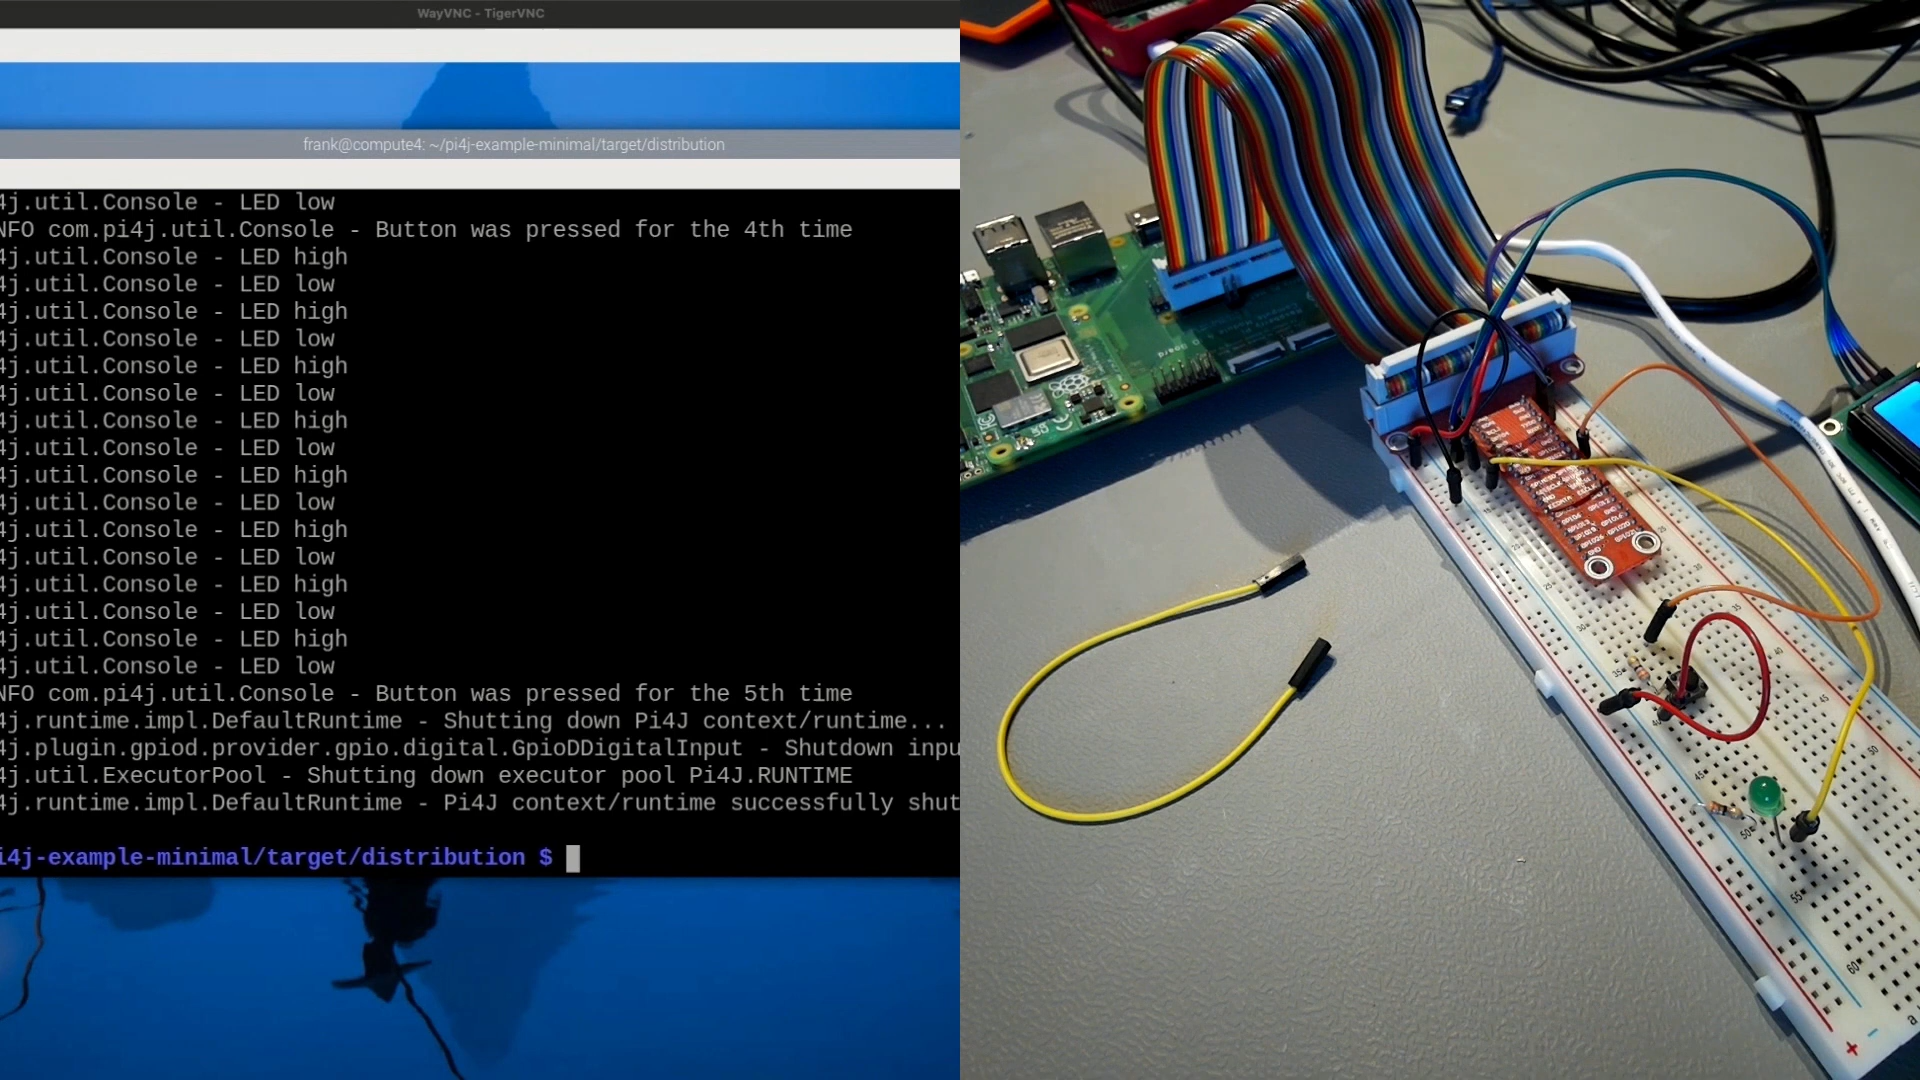 WayVNC - TigerVNC
frank@compute4: ~/pi4j-example-minimal/target/distribution
4j.util.Console - LED low
NFO com.pi4j.util.Console - Button was pressed for the 4th time
4j.util.Console - LED high
4j.util.Console - LED low
4j.util.Console - LED high
4j.util.Console - LED low
4j.util.Console - LED high
4j.util.Console - LED low
4j.util.Console - LED high
4j.util.Console - LED low
4j.util.Console - LED high
4j.util.Console - LED low
4j.util.Console - LED high
4j.util.Console - LED low
4j.util.Console - LED high
4j.util.Console - LED low
4j.util.Console - LED high
4j.util.Console - LED low
NFO com.pi4j.util.Console - Button was pressed for the 5th time
4j.runtime.impl.DefaultRuntime - Shutting down Pi4J context/runtime...
4j.plugin.gpiod.provider.gpio.digital.GpioDDigitalInput - Shutdown inpu
4j.util.ExecutorPool - Shutting down executor pool Pi4J.RUNTIME
4j.runtime.impl.DefaultRuntime - Pi4J context/runtime successfully shut
i4j-example-minimal/target/distribution $
35
40
45
50
45
50
55
60
a
+ -